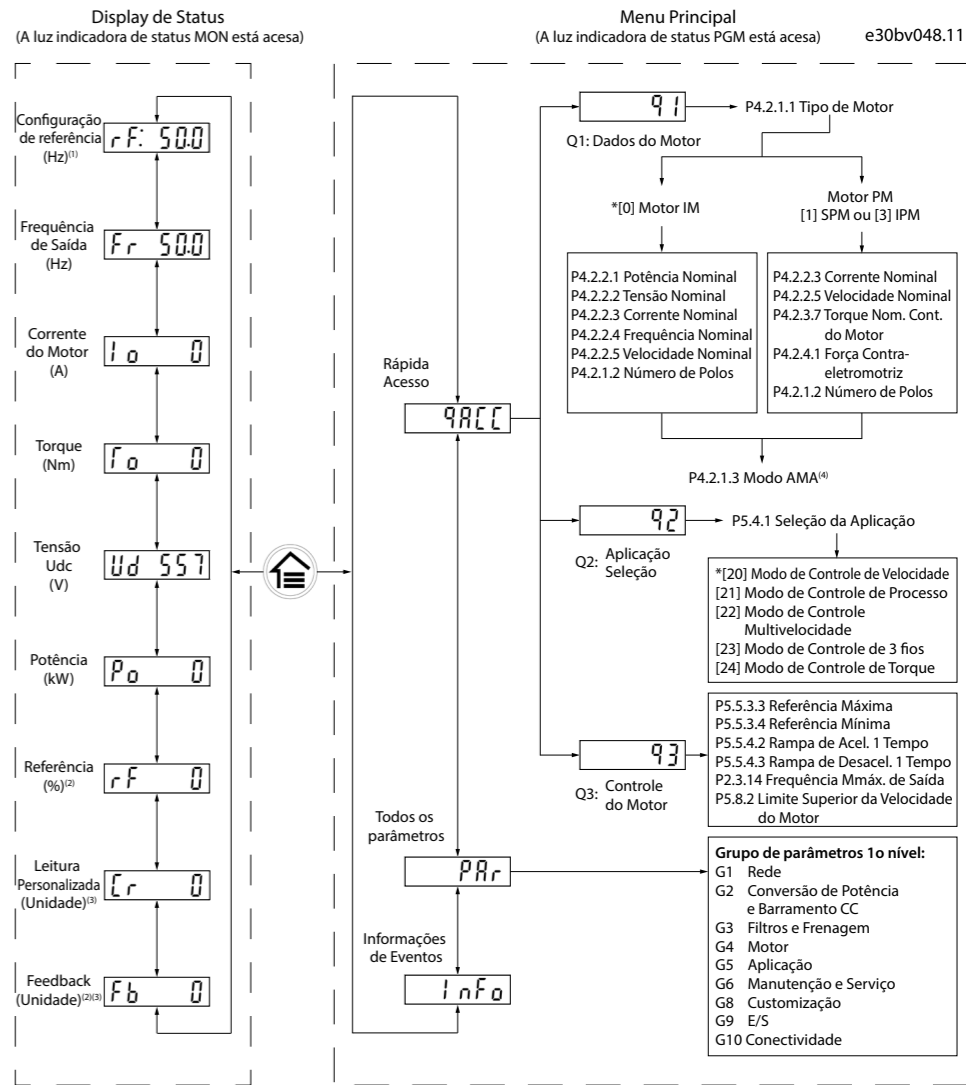 Display de Status
(A luz indicadora de status MON está acesa)
Configuração
de referência
(Hz)(1)
rF: 50.0
Frequência
de Saída
(Hz)
Fr 50.0
Corrente
do Motor
(A)
Io 0
Torque
(Nm)
To 0
Tensão
Udc
(V)
Ud 557
Potência
(kW)
Po 0
Referência
(%)(2)
rF 0
Leitura
Personalizada
(Unidade)(3)
Cr 0
Feedback
(Unidade)(2)(3)
Fb 0
Menu Principal
(A luz indicadora de status PGM está acesa)
e30bv048.11
Rápida
Acesso
qACC
Todos os
parâmetros
PAr
Informações
de Eventos
InFo
q1
Q1: Dados do Motor
P4.2.1.1 Tipo de Motor
*[0] Motor IM
Motor PM
[1] SPM ou [3] IPM
P4.2.2.1 Potência Nominal
P4.2.2.2 Tensão Nominal
P4.2.2.3 Corrente Nominal
P4.2.2.4 Frequência Nominal
P4.2.2.5 Velocidade Nominal
P4.2.1.2 Número de Polos
P4.2.2.3 Corrente Nominal
P4.2.2.5 Velocidade Nominal
P4.2.3.7 Torque Nom. Cont.
do Motor
P4.2.4.1 Força Contra-
eletromotriz
P4.2.1.2 Número de Polos
P4.2.1.3 Modo AMA(4)
q2
Q2: Aplicação
Seleção
P5.4.1 Seleção da Aplicação
*[20] Modo de Controle de Velocidade
[21] Modo de Controle de Processo
[22] Modo de Controle
Multivelocidade
[23] Modo de Controle de 3 fios
[24] Modo de Controle de Torque
q3
Q3: Controle
do Motor
P5.5.3.3 Referência Máxima
P5.5.3.4 Referência Mínima
P5.5.4.2 Rampa de Acel. 1 Tempo
P5.5.4.3 Rampa de Desacel. 1 Tempo
P2.3.14 Frequência Mmáx. de Saída
P5.8.2 Limite Superior da Velocidade
do Motor
Grupo de parâmetros 1o nível:
G1 Rede
G2 Conversão de Potência
e Barramento CC
G3 Filtros e Frenagem
G4 Motor
G5 Aplicação
G6 Manutenção e Serviço
G8 Customização
G9 E/S
G10 Conectividade